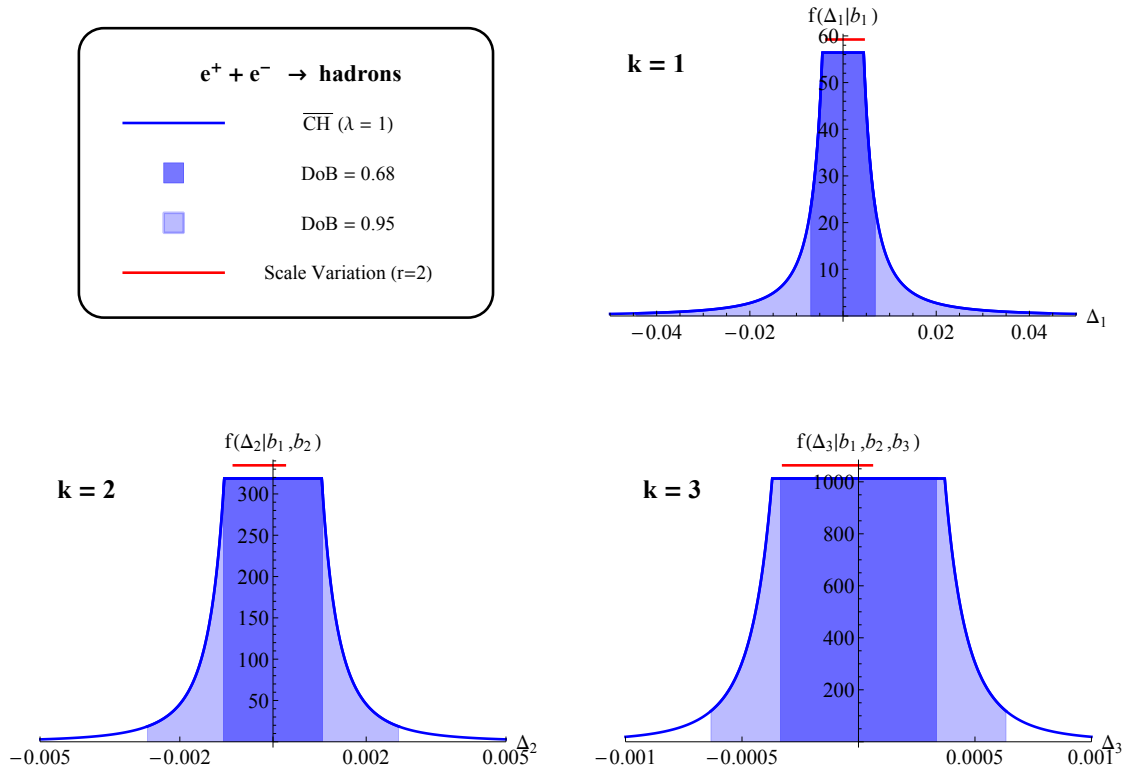 e⁺ + e⁻ → hadrons
C̅H̅ (λ = 1)
DoB = 0.68
DoB = 0.95
Scale Variation (r=2)
f(Δ₁|b₁)
k = 1
60
50
40
30
20
10
−0.04 −0.02 0.02 0.04 Δ₁
f(Δ₂|b₁,b₂)
k = 2
300
250
200
150
100
50
−0.005 −0.002 0.002 0.005 Δ₂
f(Δ₃|b₁,b₂,b₃)
k = 3
1000
800
600
400
200
−0.001 −0.0005 0.0005 0.001 Δ₃